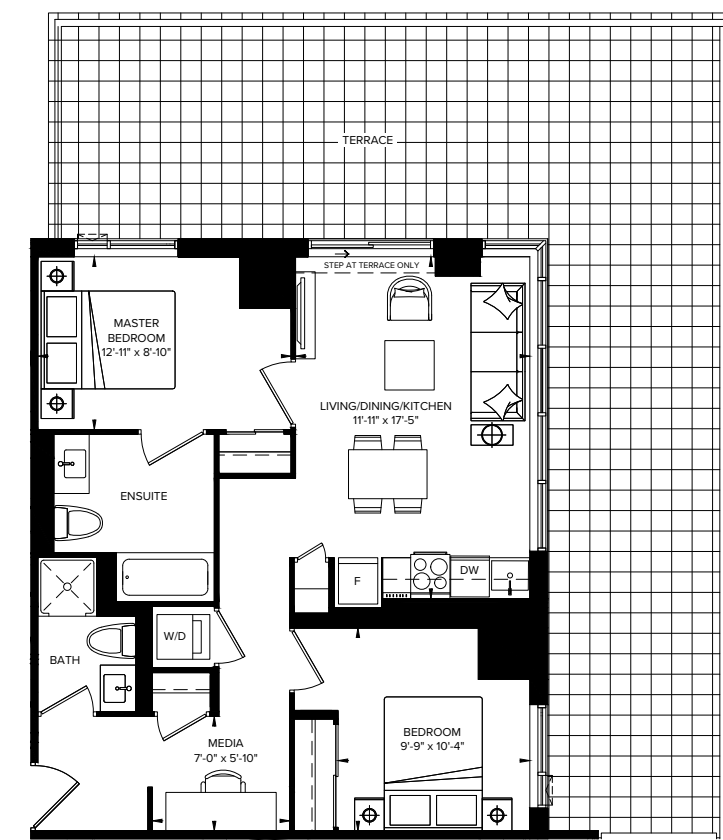 TERRACE
STEP AT TERRACE ONLY
MASTER
BEDROOM
12'-11" x 8'-10"
LIVING/DINING/KITCHEN
11'-11" x 17'-5"
ENSUITE
F
DW
W/D
BATH
MEDIA
7'-0" x 5'-10"
BEDROOM
9'-9" x 10'-4"